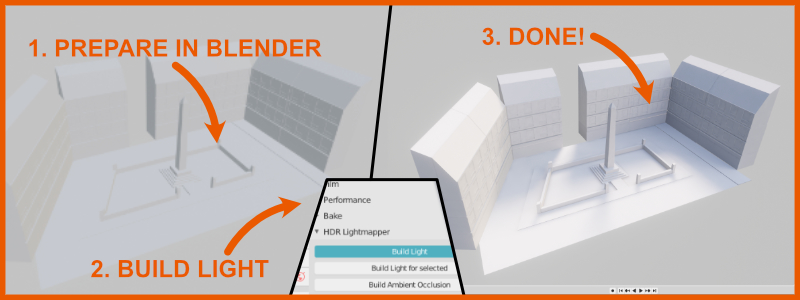 1. PREPARE IN BLENDER
3. DONE!
2. BUILD LIGHT
Performance
Bake
HDR Lightmapper
Build Light
Build Light for selected
Build Ambient Occlusion